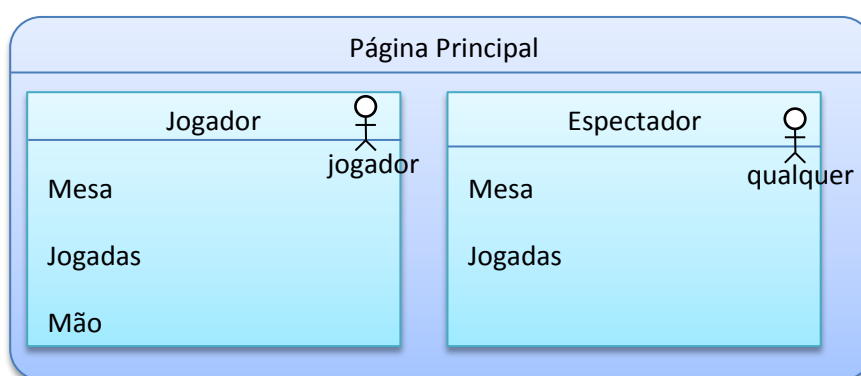 Página Principal
Jogador
jogador
Mesa
Jogadas
Mão
Espectador
qualquer
Mesa
Jogadas